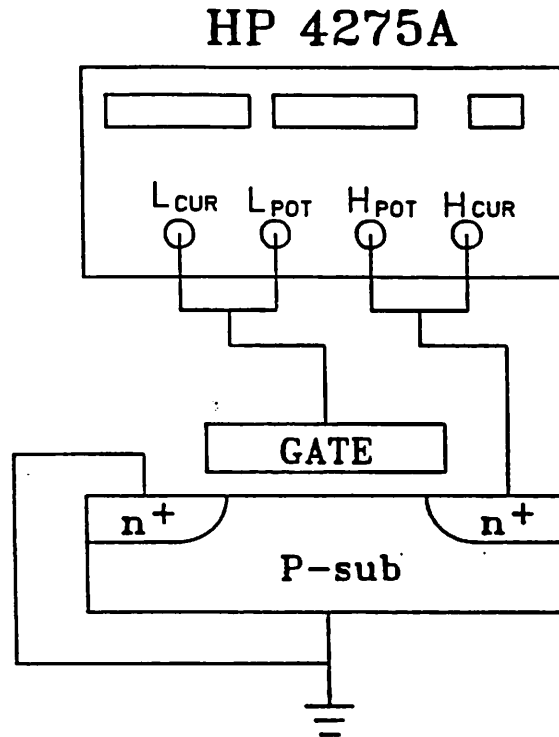 HP 4275A
LCUR LPOT HPOT HCUR
GATE
n+ n+
P-sub